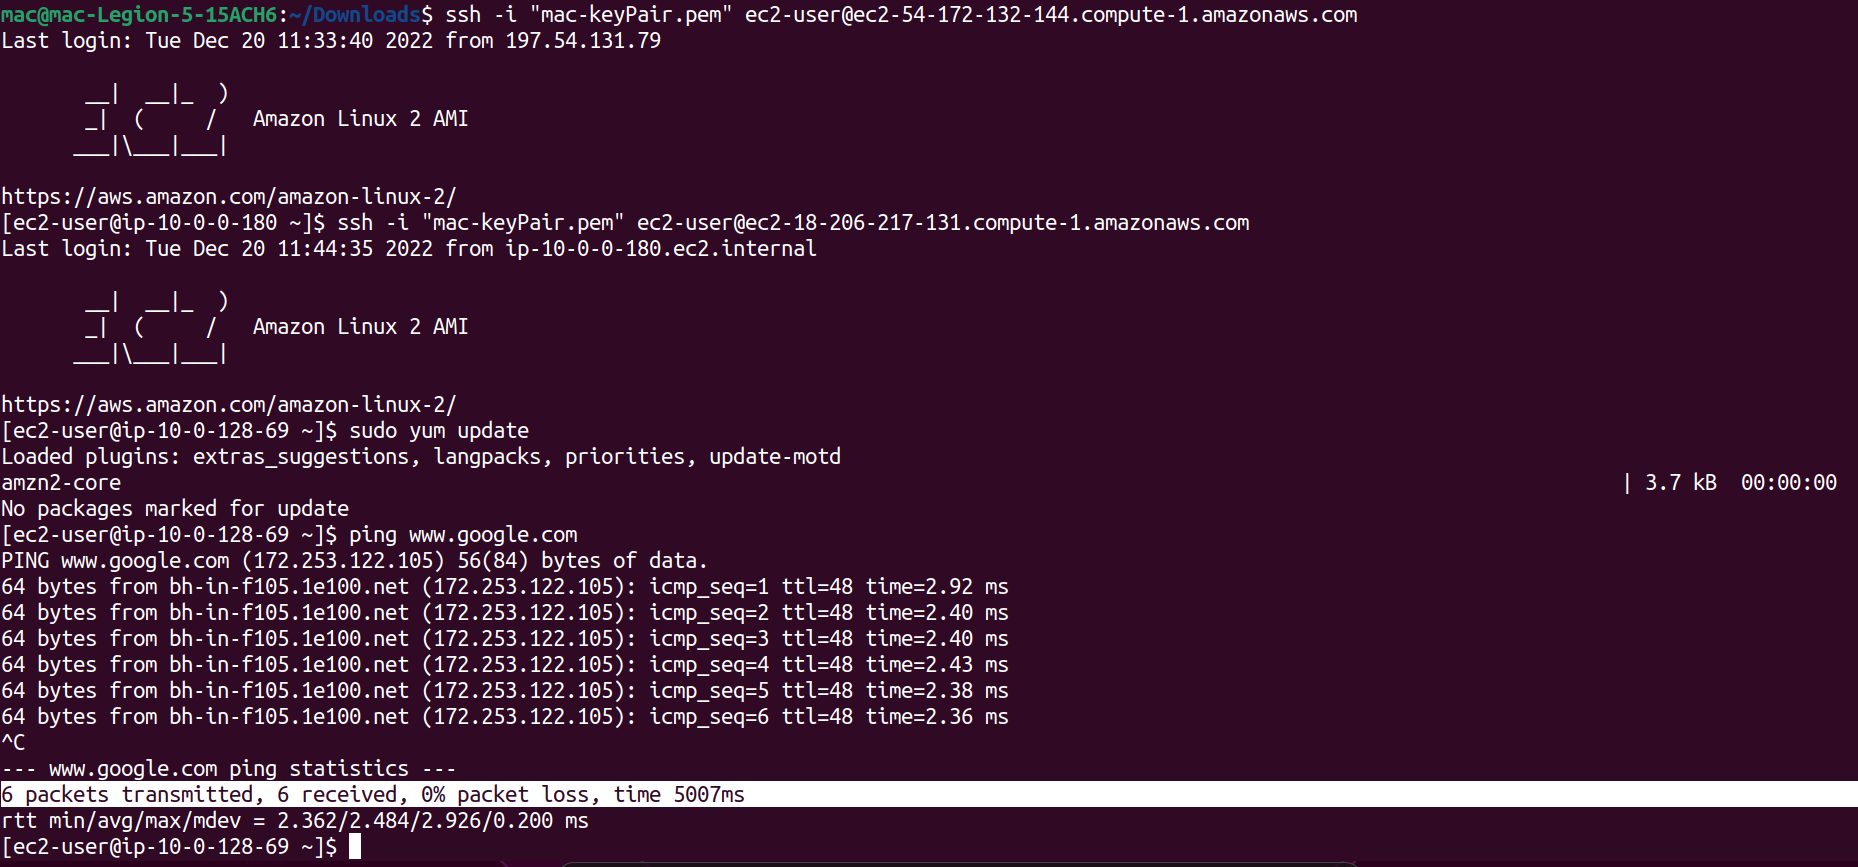 mac@mac-Legion-5-15ACH6:~/Downloads$ ssh -i "mac-keyPair.pem" ec2-user@ec2-54-172-132-144.compute-1.amazonaws.com
Last login: Tue Dec 20 11:33:40 2022 from 197.54.131.79

       __|  __|_  )
       _|  (     /   Amazon Linux 2 AMI
      ___|\___|___|

https://aws.amazon.com/amazon-linux-2/
[ec2-user@ip-10-0-0-180 ~]$ ssh -i "mac-keyPair.pem" ec2-user@ec2-18-206-217-131.compute-1.amazonaws.com
Last login: Tue Dec 20 11:44:35 2022 from ip-10-0-0-180.ec2.internal

       __|  __|_  )
       _|  (     /   Amazon Linux 2 AMI
      ___|\___|___|

https://aws.amazon.com/amazon-linux-2/
[ec2-user@ip-10-0-128-69 ~]$ sudo yum update
Loaded plugins: extras_suggestions, langpacks, priorities, update-motd
amzn2-core | 3.7 kB  00:00:00
No packages marked for update
[ec2-user@ip-10-0-128-69 ~]$ ping www.google.com
PING www.google.com (172.253.122.105) 56(84) bytes of data.
64 bytes from bh-in-f105.1e100.net (172.253.122.105): icmp_seq=1 ttl=48 time=2.92 ms
64 bytes from bh-in-f105.1e100.net (172.253.122.105): icmp_seq=2 ttl=48 time=2.40 ms
64 bytes from bh-in-f105.1e100.net (172.253.122.105): icmp_seq=3 ttl=48 time=2.40 ms
64 bytes from bh-in-f105.1e100.net (172.253.122.105): icmp_seq=4 ttl=48 time=2.43 ms
64 bytes from bh-in-f105.1e100.net (172.253.122.105): icmp_seq=5 ttl=48 time=2.38 ms
64 bytes from bh-in-f105.1e100.net (172.253.122.105): icmp_seq=6 ttl=48 time=2.36 ms
^C
--- www.google.com ping statistics ---
6 packets transmitted, 6 received, 0% packet loss, time 5007ms
rtt min/avg/max/mdev = 2.362/2.484/2.926/0.200 ms
[ec2-user@ip-10-0-128-69 ~]$